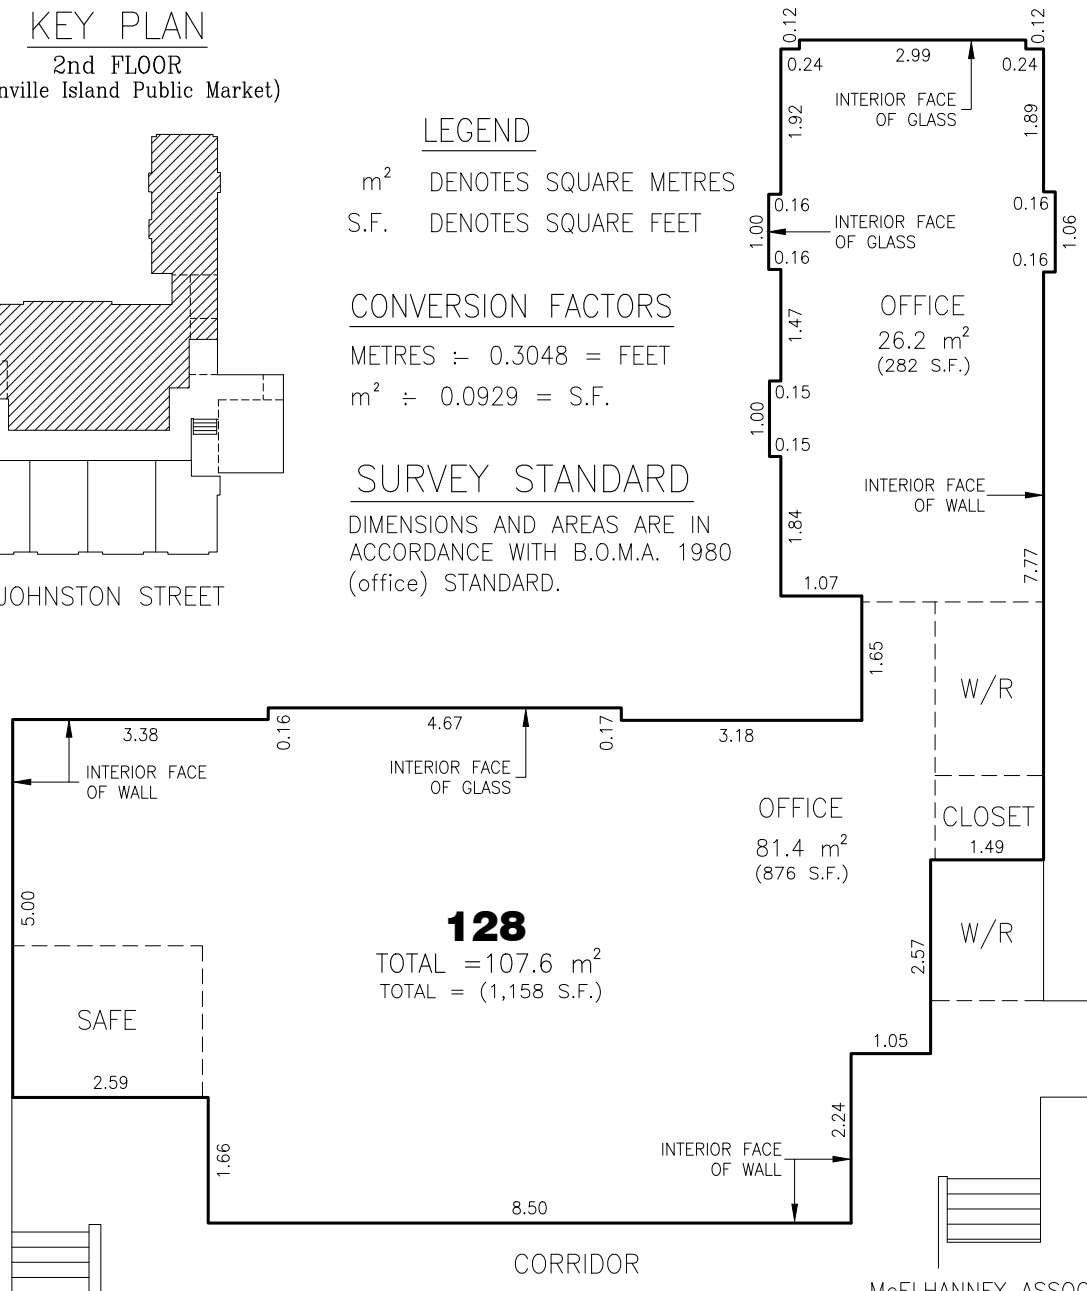 KEY PLAN
2nd FLOOR
nville Island Public Market)
JOHNSTON STREET
LEGEND
m² DENOTES SQUARE METRES
S.F. DENOTES SQUARE FEET
CONVERSION FACTORS
METRES ÷ 0.3048 = FEET
m² ÷ 0.0929 = S.F.
SURVEY STANDARD
DIMENSIONS AND AREAS ARE IN
ACCORDANCE WITH B.O.M.A. 1980
(office) STANDARD.
0.12
0.12
0.24
2.99
0.24
INTERIOR FACE
OF GLASS
1.92
1.89
0.16
0.16
1.00
INTERIOR FACE
OF GLASS
1.06
0.16
0.16
OFFICE
26.2 m²
(282 S.F.)
1.47
0.15
1.00
0.15
INTERIOR FACE
OF WALL
1.84
7.77
1.07
1.65
W/R
3.38
0.16
4.67
0.17
3.18
INTERIOR FACE
OF WALL
INTERIOR FACE
OF GLASS
OFFICE
81.4 m²
(876 S.F.)
CLOSET
1.49
5.00
128
TOTAL =107.6 m²
TOTAL = (1,158 S.F.)
W/R
2.57
SAFE
1.05
2.59
1.66
2.24
INTERIOR FACE
OF WALL
8.50
CORRIDOR
McELHANNEY ASSOC